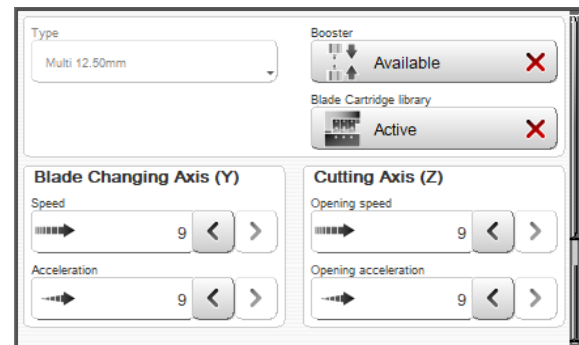 Type
Multi 12.50mm
Booster
Available
Blade Cartridge library
Active
Blade Changing Axis (Y)
Speed
9
Acceleration
9
Cutting Axis (Z)
Opening speed
9
Opening acceleration
9